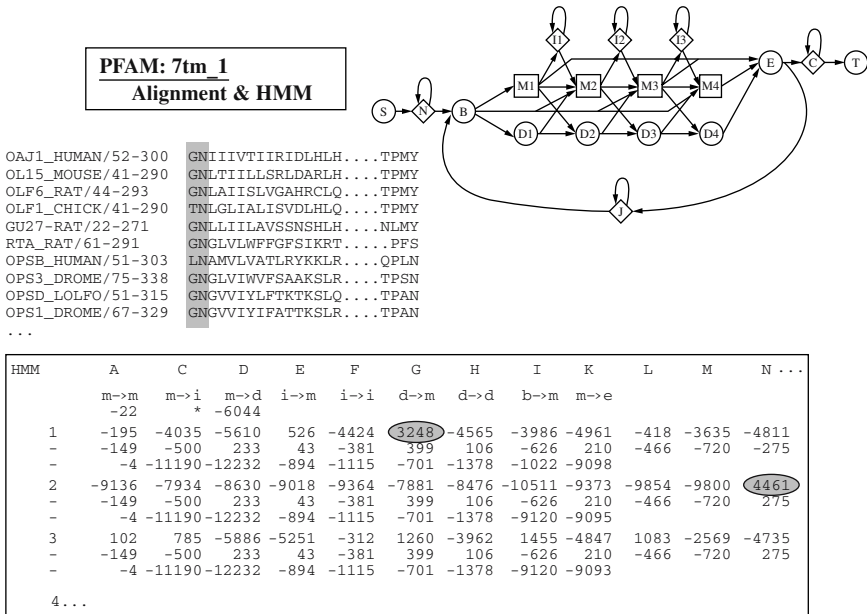 PFAM: 7tm_1
Alignment & HMM
I1 I2 I3
M1 M2 M3 M4
S N B E C T
D1 D2 D3 D4
J
OAJ1_HUMAN/52-300 GNIIIVTIIRIDLHLH....TPMY
OL15_MOUSE/41-290 GNLTIILLSRLDARLH....TPMY
OLF6_RAT/44-293 GNLAIISLVGAHRCLQ....TPMY
OLF1_CHICK/41-290 TNLGLIALISVDLHLQ....TPMY
GU27-RAT/22-271 GNLLIILAVSSNSHLH....NLMY
RTA_RAT/61-291 GNGLVLWFFGFSIKRT.....PFS
OPSB_HUMAN/51-303 LNAMVLVATLRYKKLR....QPLN
OPS3_DROME/75-338 GNGLVIWVFSAAKSLR....TPSN
OPSD_LOLFO/51-315 GNGVVIYLFTKTKSLQ....TPAN
OPS1_DROME/67-329 GNGVVIYIFATTKSLR....TPAN
...
HMM A C D E F G H I K L M N ...
m->m m->i m->d i->m i->i d->m d->d b->m m->e
-22 * -6044
1 -195 -4035 -5610 526 -4424 3248 -4565 -3986 -4961 -418 -3635 -4811
- -149 -500 233 43 -381 399 106 -626 210 -466 -720 -275
- -4 -11190 -12232 -894 -1115 -701 -1378 -1022 -9098
2 -9136 -7934 -8630 -9018 -9364 -7881 -8476 -10511 -9373 -9854 -9800 4461
- -149 -500 233 43 -381 399 106 -626 210 -466 -720 275
- -4 -11190 -12232 -894 -1115 -701 -1378 -9120 -9095
3 102 785 -5886 -5251 -312 1260 -3962 1455 -4847 1083 -2569 -4735
- -149 -500 233 43 -381 399 106 -626 210 -466 -720 275
- -4 -11190 -12232 -894 -1115 -701 -1378 -9120 -9093
4...